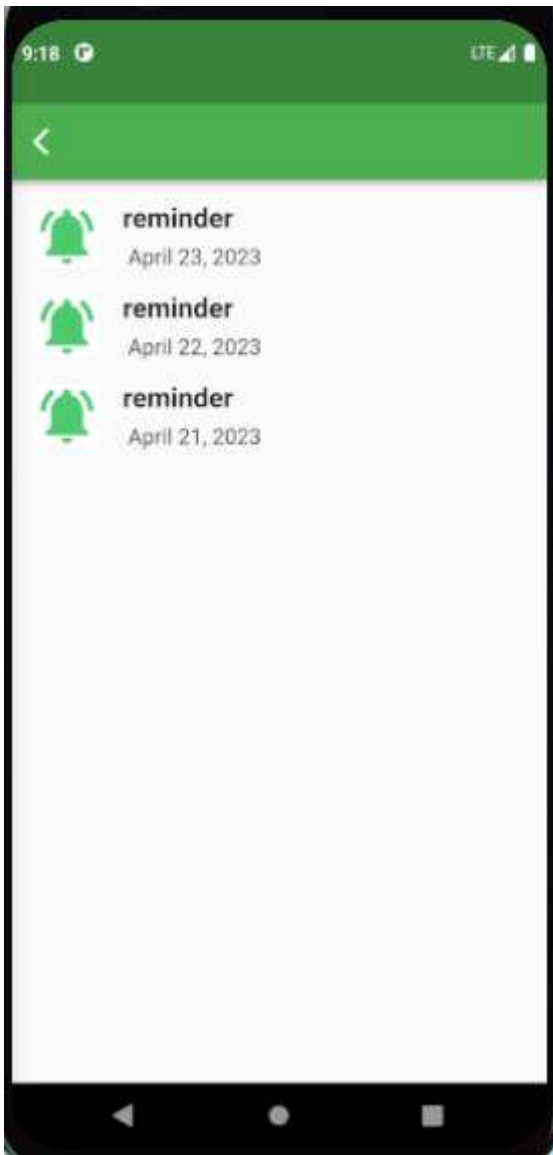 9:18
LTE
reminder
April 23, 2023
reminder
April 22, 2023
reminder
April 21, 2023